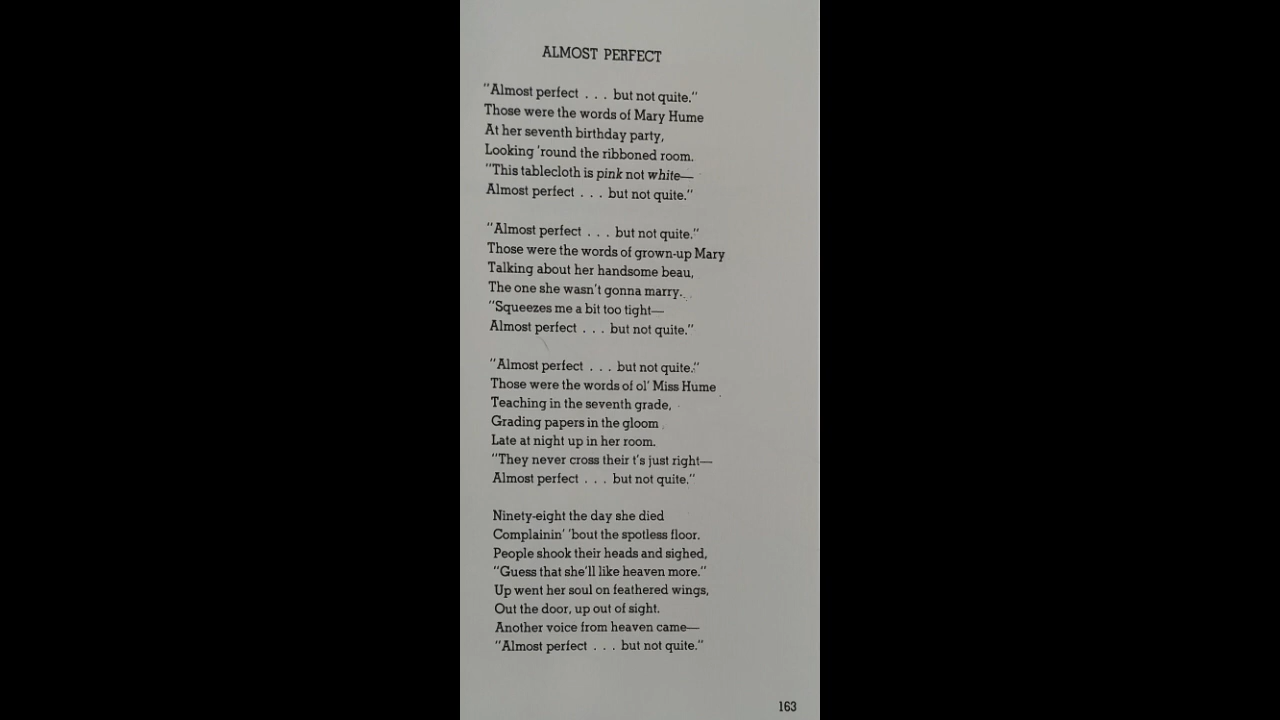 ALMOST PERFECT
"Almost perfect . . . but not quite."
Those were the words of Mary Hume
At her seventh birthday party,
Looking 'round the ribboned room.
"This tablecloth is pink not white—
Almost perfect . . . but not quite."
"Almost perfect . . . but not quite."
Those were the words of grown-up Mary
Talking about her handsome beau,
The one she wasn't gonna marry.
"Squeezes me a bit too tight—
Almost perfect . . . but not quite."
"Almost perfect . . . but not quite."
Those were the words of ol' Miss Hume
Teaching in the seventh grade,
Grading papers in the gloom
Late at night up in her room.
"They never cross their t's just right—
Almost perfect . . . but not quite."
Ninety-eight the day she died
Complainin' 'bout the spotless floor.
People shook their heads and sighed,
"Guess that she'll like heaven more."
Up went her soul on feathered wings,
Out the door, up out of sight.
Another voice from heaven came—
"Almost perfect . . . but not quite."
163